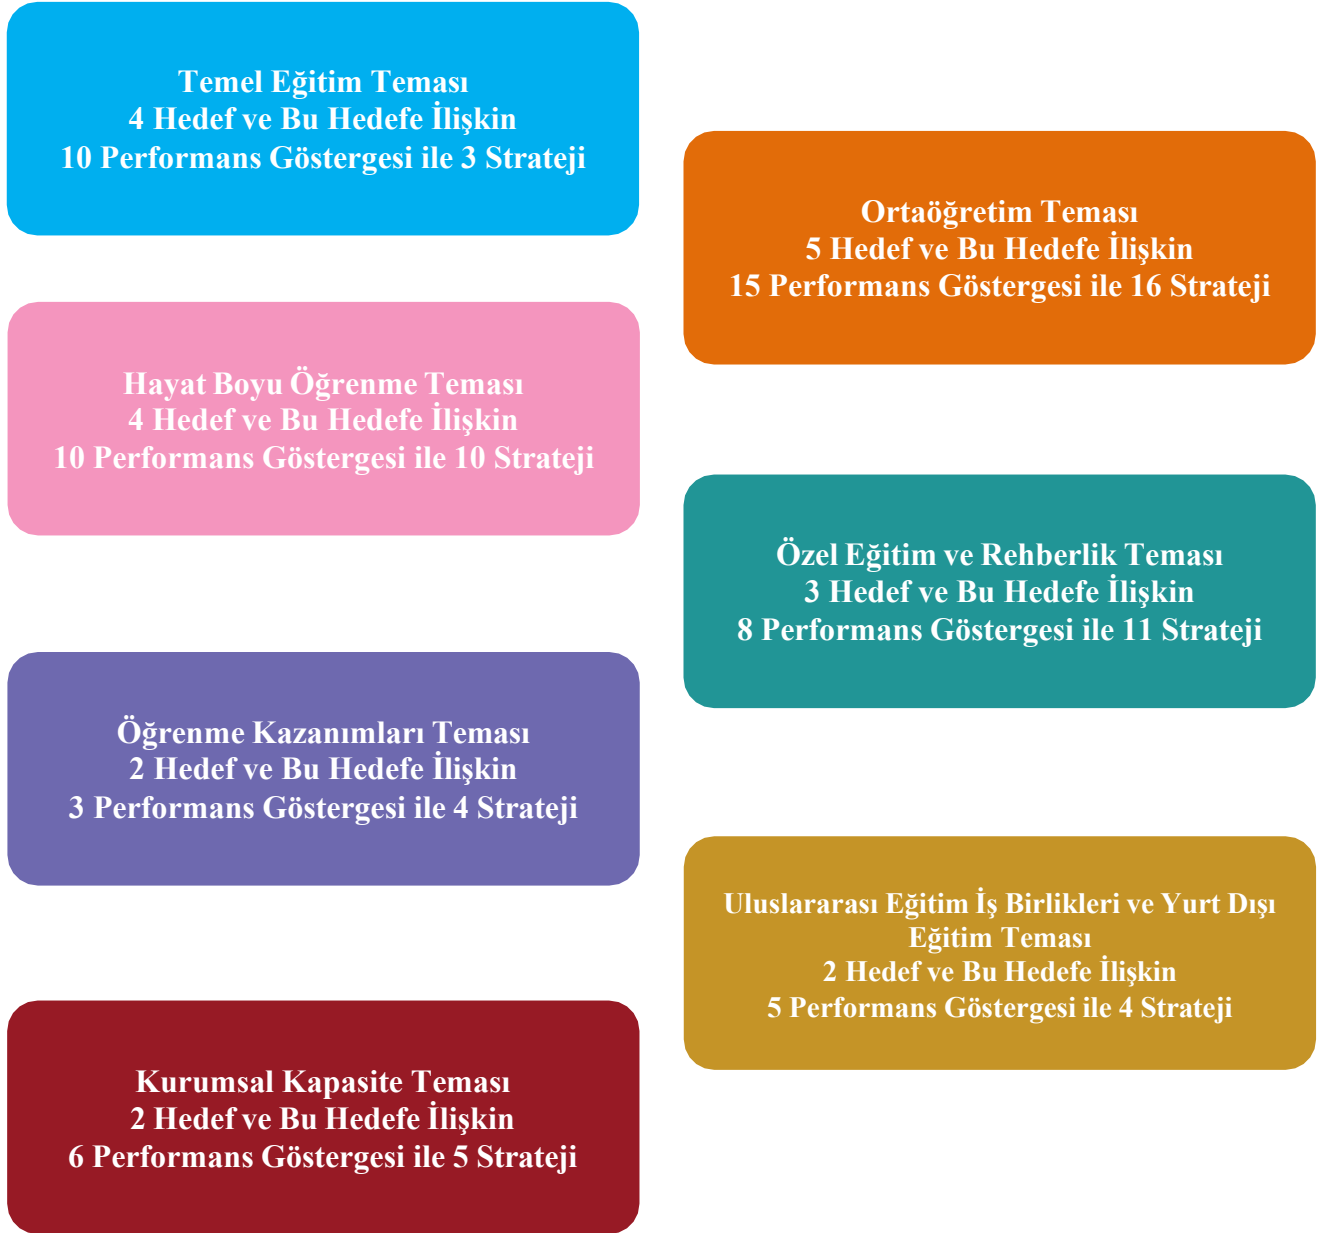 Temel Eğitim Teması
4 Hedef ve Bu Hedefe İlişkin
10 Performans Göstergesi ile 3 Strateji
Ortaöğretim Teması
5 Hedef ve Bu Hedefe İlişkin
15 Performans Göstergesi ile 16 Strateji
Hayat Boyu Öğrenme Teması
4 Hedef ve Bu Hedefe İlişkin
10 Performans Göstergesi ile 10 Strateji
Özel Eğitim ve Rehberlik Teması
3 Hedef ve Bu Hedefe İlişkin
8 Performans Göstergesi ile 11 Strateji
Öğrenme Kazanımları Teması
2 Hedef ve Bu Hedefe İlişkin
3 Performans Göstergesi ile 4 Strateji
Uluslararası Eğitim İş Birlikleri ve Yurt Dışı
Eğitim Teması
2 Hedef ve Bu Hedefe İlişkin
5 Performans Göstergesi ile 4 Strateji
Kurumsal Kapasite Teması
2 Hedef ve Bu Hedefe İlişkin
6 Performans Göstergesi ile 5 Strateji